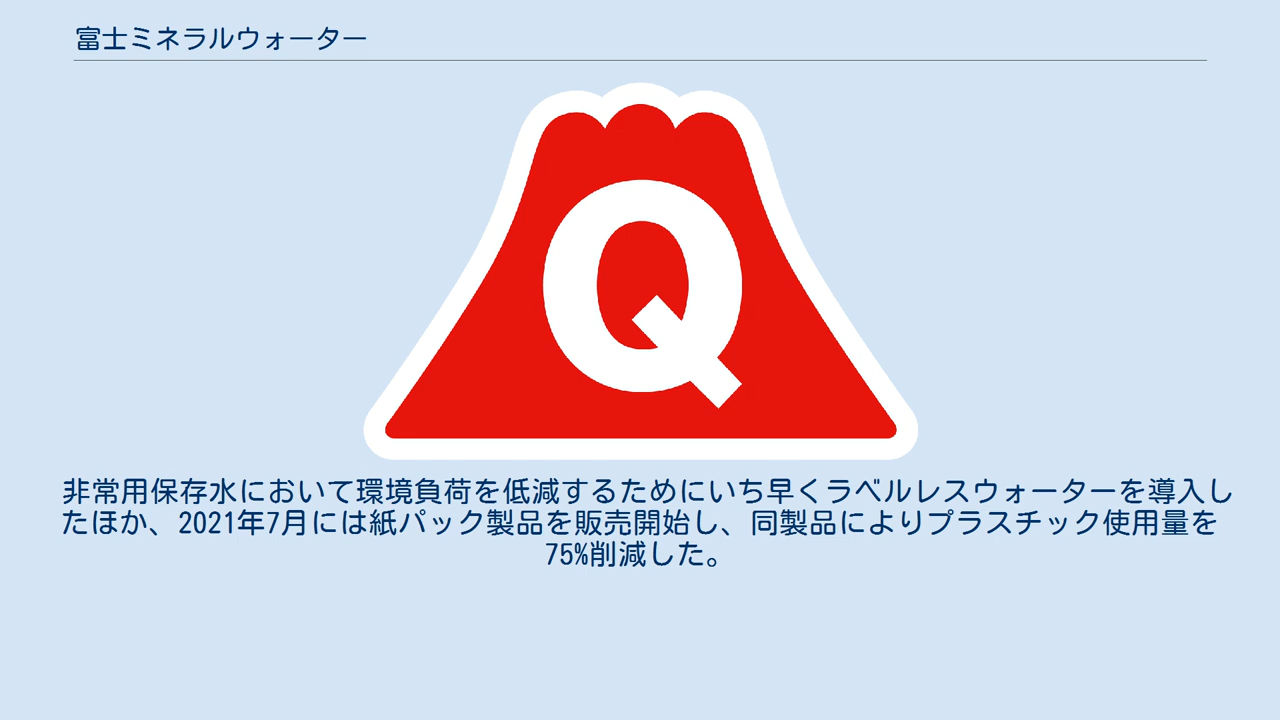 富士ミネラルウォーター
Q
非常用保存水において環境負荷を低減するためにいち早くラベルレスウォーターを導入し
たほか、2021年7月には紙パック製品を販売開始し、同製品によりプラスチック使用量を
75%削減した。